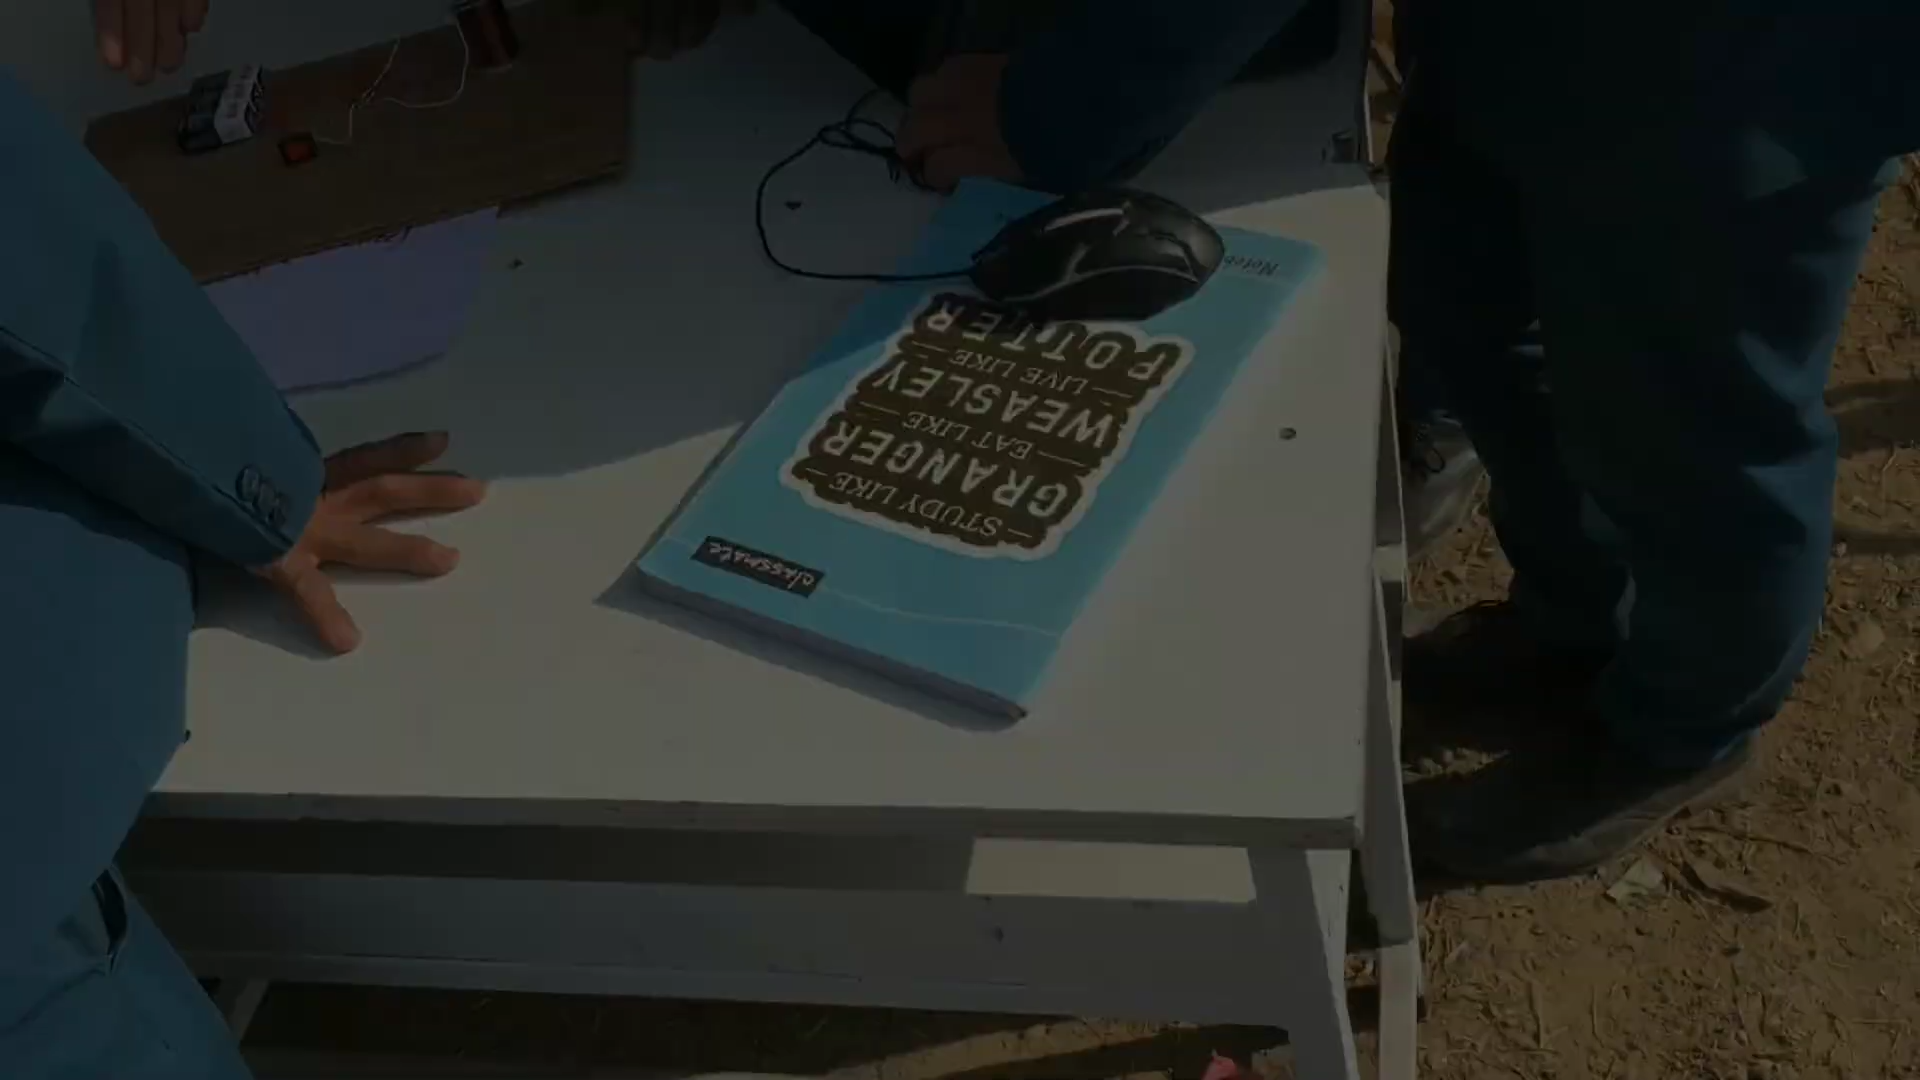 STUDY LIKE
GRANGER
EAT LIKE
WEASLEY
LIVE LIKE
POTTER
classmate